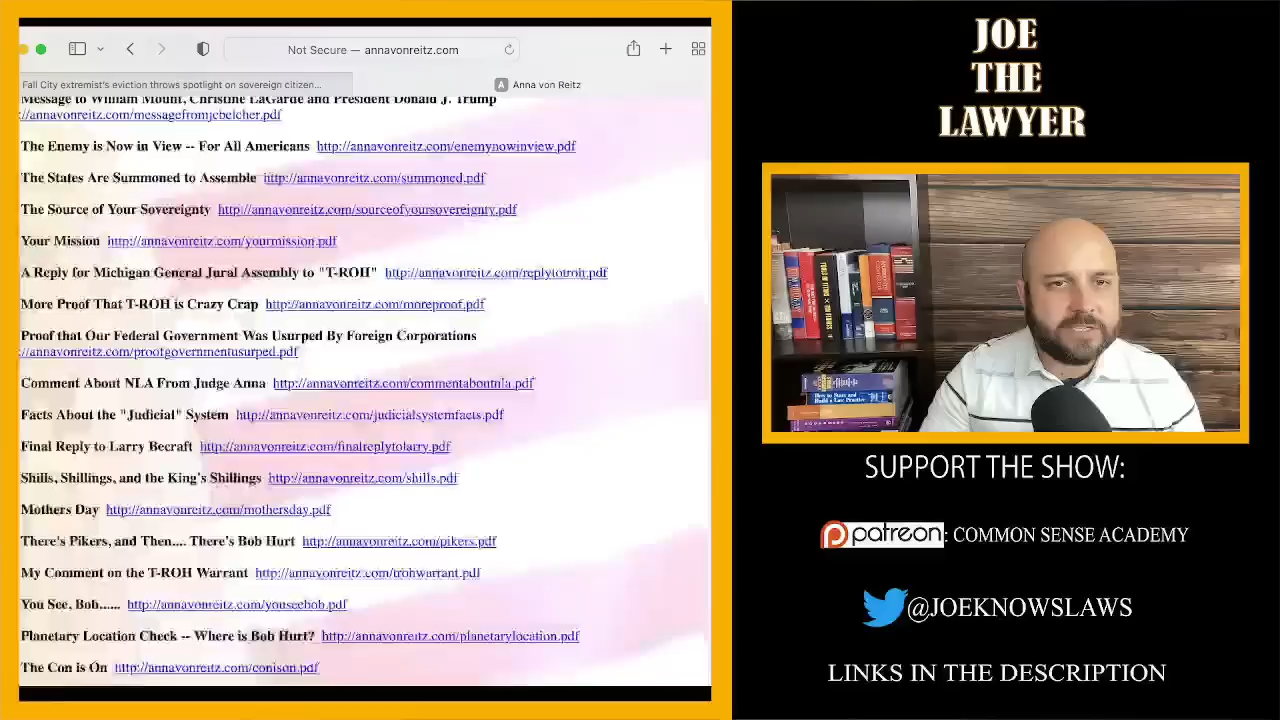 Not Secure — annavonreitz.com
Fall City extremist's eviction throws spotlight on sovereign citizen...
A Anna von Reitz
Message to William Mount, Christine LaGarde and President Donald J. Trump
://annavonreitz.com/messagefromjcbelcher.pdf
The Enemy is Now in View -- For All Americans http://annavonreitz.com/enemynowinview.pdf
The States Are Summoned to Assemble http://annavonreitz.com/summoned.pdf
The Source of Your Sovereignty http://annavonreitz.com/sourceofyoursovereignty.pdf
Your Mission http://annavonreitz.com/yourmission.pdf
A Reply for Michigan General Jural Assembly to "T-ROH" http://annavonreitz.com/replytotroh.pdf
More Proof That T-ROH is Crazy Crap http://annavonreitz.com/moreproof.pdf
Proof that Our Federal Government Was Usurped By Foreign Corporations
://annavonreitz.com/proofgovernmentusurped.pdf
Comment About NLA From Judge Anna http://annavonreitz.com/commentaboutnla.pdf
Facts About the "Judicial" System http://annavonreitz.com/judicialsystemfacts.pdf
Final Reply to Larry Becraft http://annavonreitz.com/finalreplytolarry.pdf
Shills, Shillings, and the King's Shillings http://annavonreitz.com/shills.pdf
Mothers Day http://annavonreitz.com/mothersday.pdf
There's Pikers, and Then.... There's Bob Hurt http://annavonreitz.com/pikers.pdf
My Comment on the T-ROH Warrant http://annavonreitz.com/trohwarrant.pdf
You See, Bob...... http://annavonreitz.com/youseebob.pdf
Planetary Location Check -- Where is Bob Hurt? http://annavonreitz.com/planetarylocation.pdf
The Con is On http://annavonreitz.com/conison.pdf
JOE
THE
LAWYER
SUPPORT THE SHOW:
patreon: COMMON SENSE ACADEMY
@JOEKNOWSLAWS
LINKS IN THE DESCRIPTION